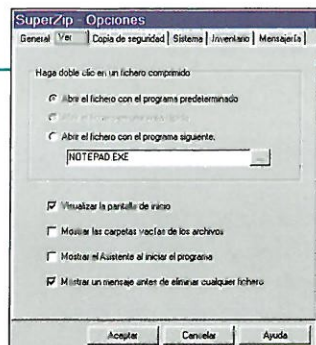 SuperZip - Opciones
General Ver Copia de seguridad Sistema Inventario Mensajería
Haga doble clic en un fichero comprimido
Abrir el fichero con el programa predeterminado
Abrir el fichero con el programa siguiente.
NOTEPAD.EXE ...
Visualizar la pantalla de inicio
Mostrar las carpetas vacías de los archivos
Mostrar el Asistente al iniciar el programa
Mostrar un mensaje antes de eliminar cualquier fichero
Aceptar Cancelar Ayuda